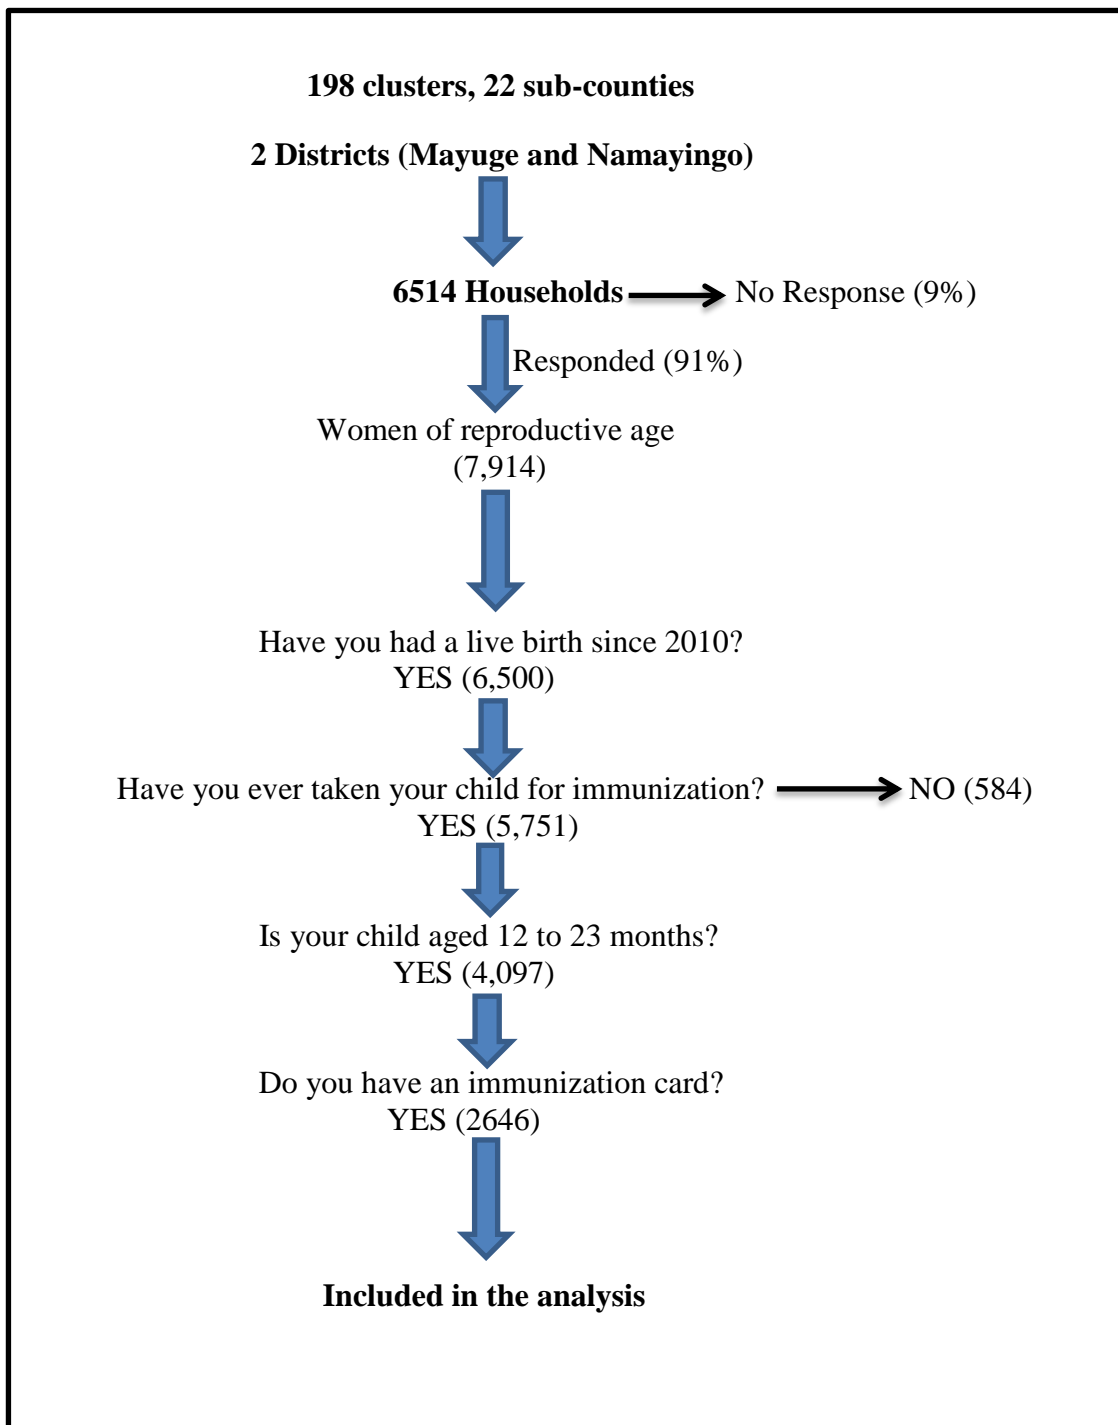 198 clusters, 22 sub-counties
2 Districts (Mayuge and Namayingo)
6514 Households
No Response (9%)
Responded (91%)
Women of reproductive age
(7,914)
Have you had a live birth since 2010?
YES (6,500)
Have you ever taken your child for immunization?
NO (584)
YES (5,751)
Is your child aged 12 to 23 months?
YES (4,097)
Do you have an immunization card?
YES (2646)
Included in the analysis